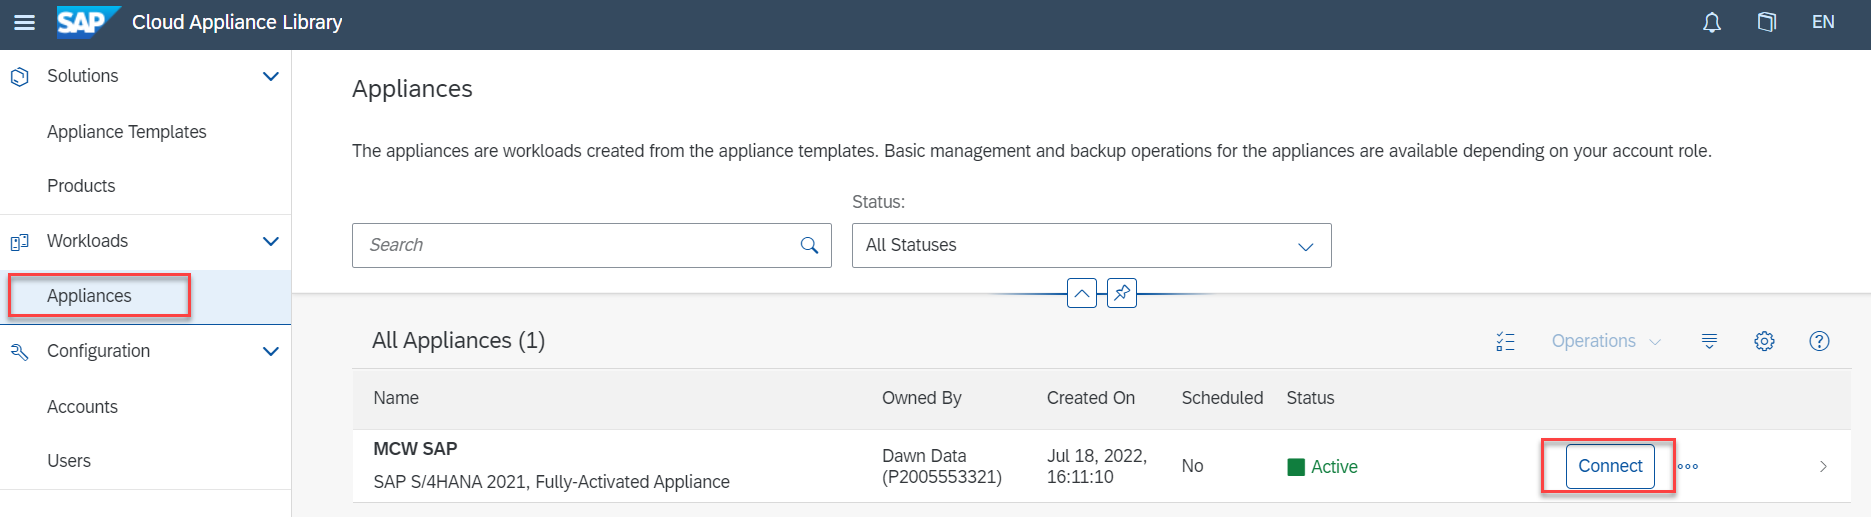 SAP Cloud Appliance Library EN
Solutions
Appliance Templates
Products
Workloads
Appliances
Configuration
Accounts
Users
Appliances
The appliances are workloads created from the appliance templates. Basic management and backup operations for the appliances are available depending on your account role.
Status:
Search
All Statuses
All Appliances (1)
Operations
Name Owned By Created On Scheduled Status
MCW SAP
SAP S/4HANA 2021, Fully-Activated Appliance
Dawn Data
(P2005553321)
Jul 18, 2022,
16:11:10
No
Active
Connect